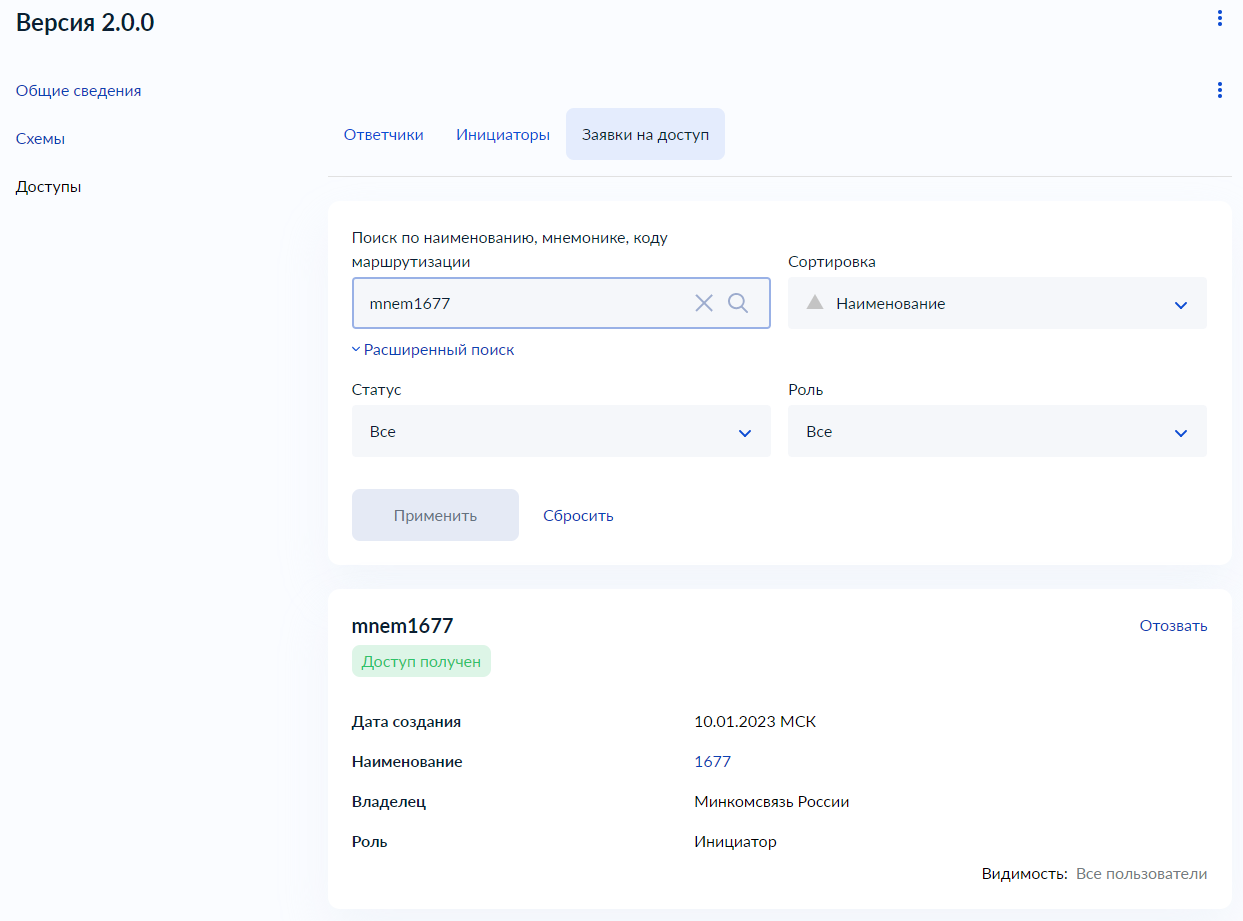 Версия 2.0.0
Общие сведения
Схемы
Доступы
Ответчики Инициаторы Заявки на доступ
Поиск по наименованию, мнемонике, коду
маршрутизации
Сортировка
mnem1677
Наименование
Расширенный поиск
Статус
Роль
Все
Все
Применить Сбросить
mnem1677
Отозвать
Доступ получен
Дата создания 10.01.2023 МСК
Наименование 1677
Владелец Минкомсвязь России
Роль Инициатор
Видимость: Все пользователи